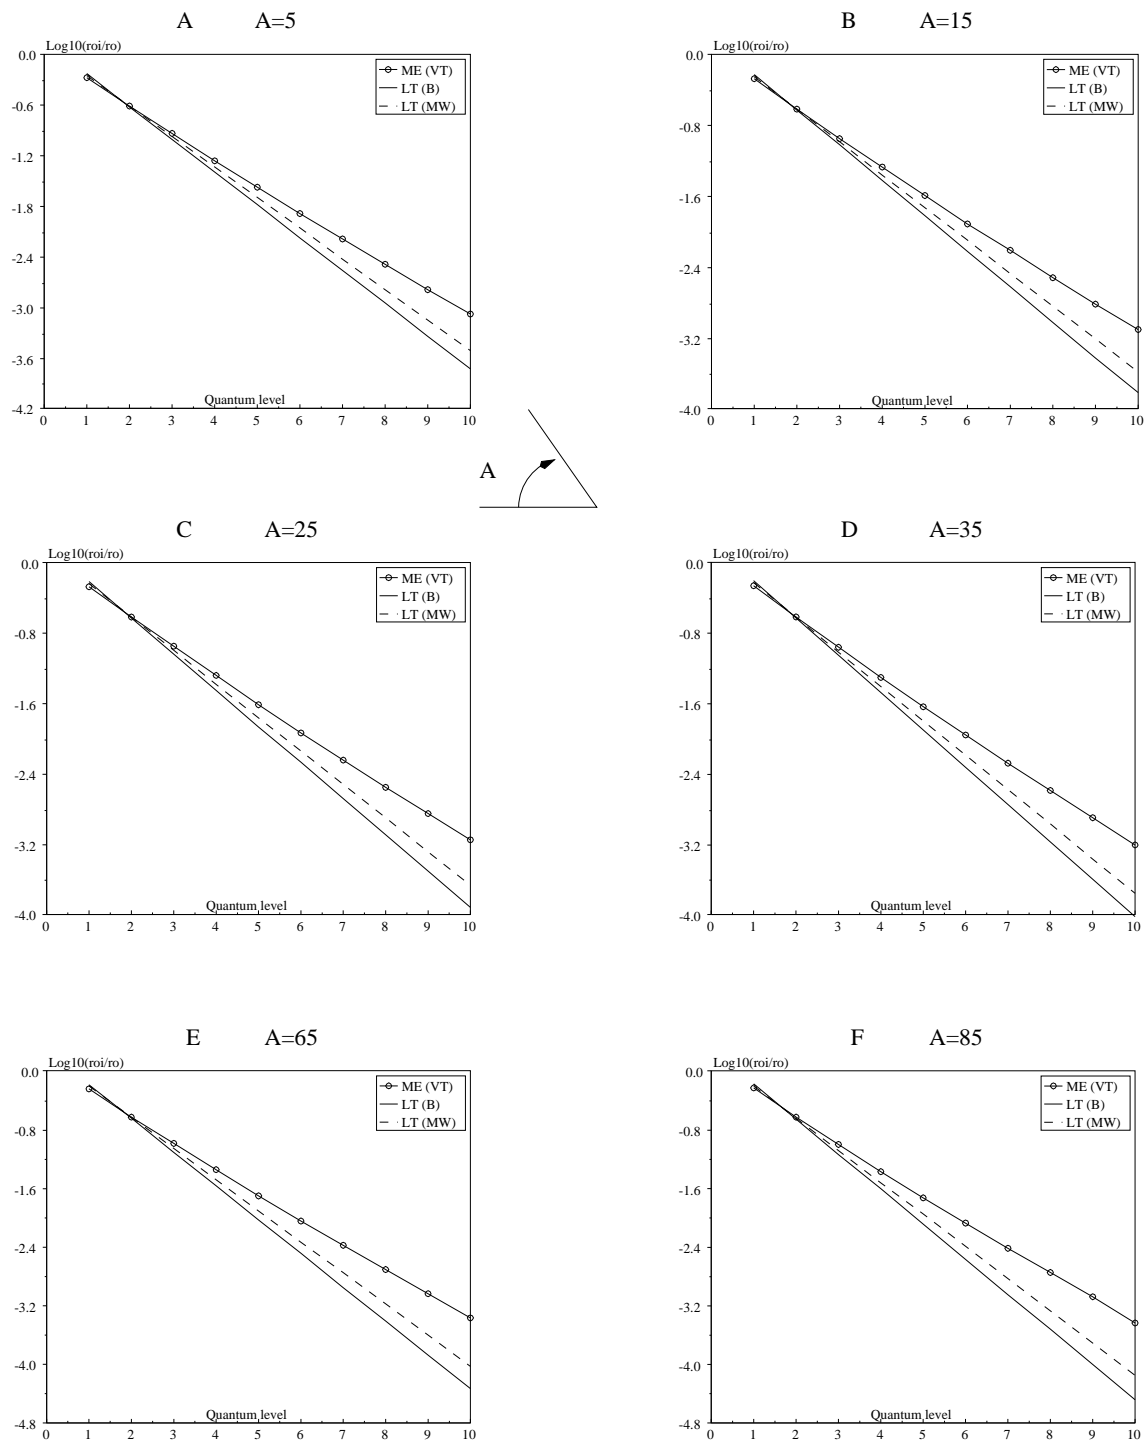 A A=5
Log10(roi/ro)
ME (VT)
LT (B)
LT (MW)
0.0
-0.6
-1.2
-1.8
-2.4
-3.0
-3.6
-4.2
Quantum level
0 1 2 3 4 5 6 7 8 9 10
B A=15
Log10(roi/ro)
ME (VT)
LT (B)
LT (MW)
0.0
-0.8
-1.6
-2.4
-3.2
-4.0
Quantum level
0 1 2 3 4 5 6 7 8 9 10
A
C A=25
Log10(roi/ro)
ME (VT)
LT (B)
LT (MW)
0.0
-0.8
-1.6
-2.4
-3.2
-4.0
Quantum level
0 1 2 3 4 5 6 7 8 9 10
D A=35
Log10(roi/ro)
ME (VT)
LT (B)
LT (MW)
0.0
-0.8
-1.6
-2.4
-3.2
-4.0
Quantum level
0 1 2 3 4 5 6 7 8 9 10
E A=65
Log10(roi/ro)
ME (VT)
LT (B)
LT (MW)
0.0
-0.8
-1.6
-2.4
-3.2
-4.0
-4.8
Quantum level
0 1 2 3 4 5 6 7 8 9 10
F A=85
Log10(roi/ro)
ME (VT)
LT (B)
LT (MW)
0.0
-0.8
-1.6
-2.4
-3.2
-4.0
-4.8
Quantum level
0 1 2 3 4 5 6 7 8 9 10